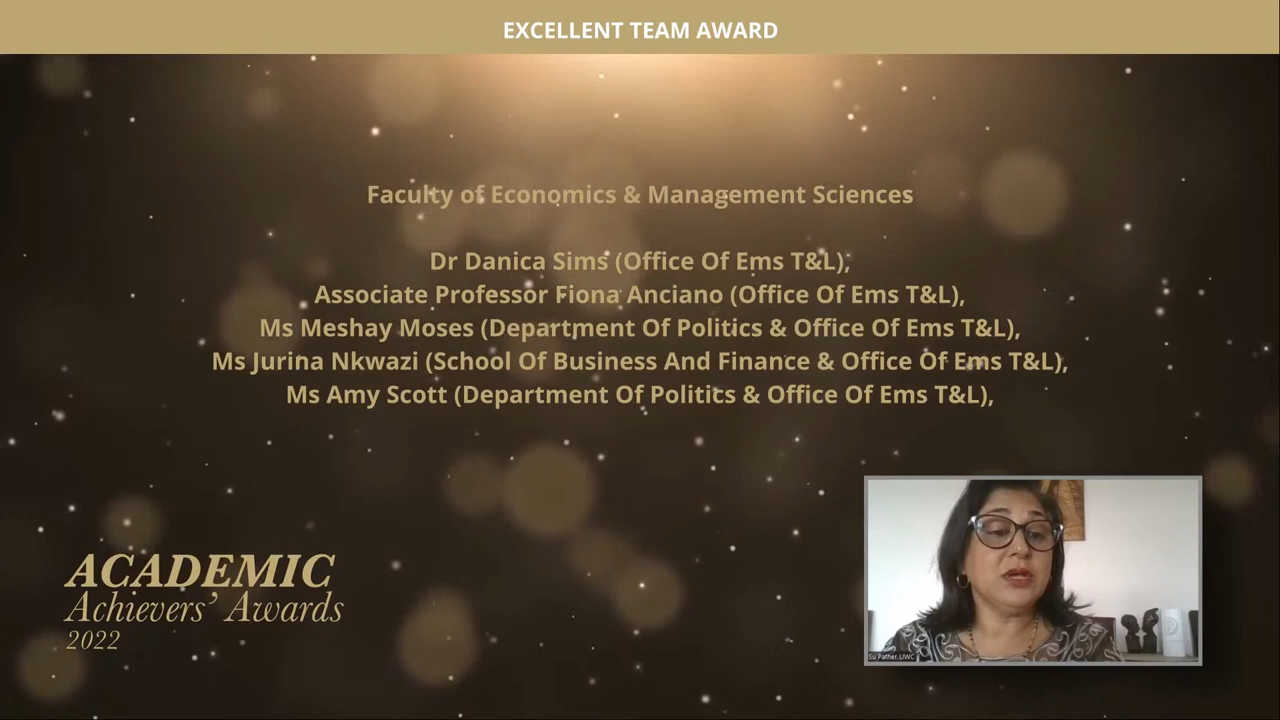 EXCELLENT TEAM AWARD
Faculty of Economics & Management Sciences
Dr Danica Sims (Office Of Ems T&L),
Associate Professor Fiona Anciano (Office Of Ems T&L),
Ms Meshay Moses (Department Of Politics & Office Of Ems T&L),
Ms Jurina Nkwazi (School Of Business And Finance & Office Of Ems T&L),
Ms Amy Scott (Department Of Politics & Office Of Ems T&L),
ACADEMIC
Achievers’ Awards
2022
Su Pather. UWC